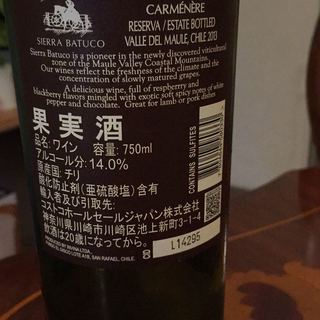 CARMÉNÈRE
RESERVA / ESTATE BOTTLED
VALLE DEL MAULE, CHILE 2013
SIERRA BATUCO
Sierra Batuco is a pioneer in the newly discovered viticultural
zone of the Maule Valley Coastal Mountains.
Our wines reflect the freshness of the climate and the
concentration of slowly matured grapes.
A delicious wine, full of raspberry and
blackberry flavors mingled with exotic soft spicy notes of white
pepper and chocolate. Great for lamb or pork dishes
果実酒
品名: ワイン 容量: 750ml
アルコール分: 14.0%
原産国: チリ
酸化防止剤(亜硫酸塩)含有
輸入者及び引取先:
コストコホールセールジャパン株式会社
神奈川県川崎市川崎区池上新町3-1-4
飲酒は20歳になってから。
SAN RAFAEL, CHILE.
CONTAINS SULFITES
L14295